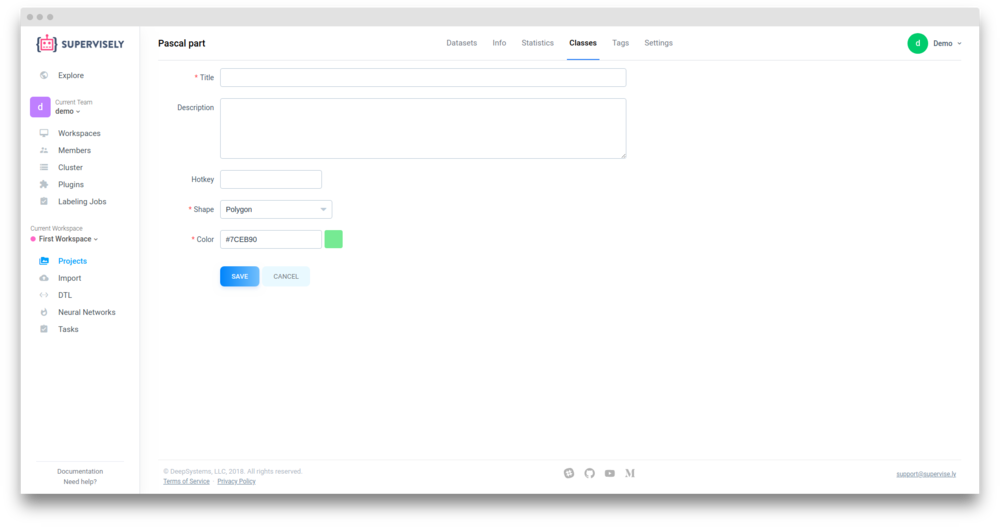 SUPERVISELY
Pascal part
Datasets
Info
Statistics
Classes
Tags
Settings
d
Demo
Explore
d
Current Team
demo
Workspaces
Members
Cluster
Plugins
Labeling Jobs
Current Workspace
First Workspace
Projects
Import
DTL
Neural Networks
Tasks
Documentation
Need help?
* Title
Description
Hotkey
* Shape
Polygon
* Color
#7CEB90
SAVE
CANCEL
© DeepSystems, LLC, 2018. All rights reserved.
Terms of Service · Privacy Policy
support@supervise.ly